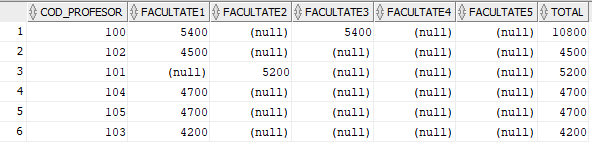 COD_PROFESOR FACULTATE1 FACULTATE2 FACULTATE3 FACULTATE4 FACULTATE5 TOTAL
1 100 5400 (null) 5400 (null) (null) 10800
2 102 4500 (null) (null) (null) (null) 4500
3 101 (null) 5200 (null) (null) (null) 5200
4 104 4700 (null) (null) (null) (null) 4700
5 105 4700 (null) (null) (null) (null) 4700
6 103 4200 (null) (null) (null) (null) 4200